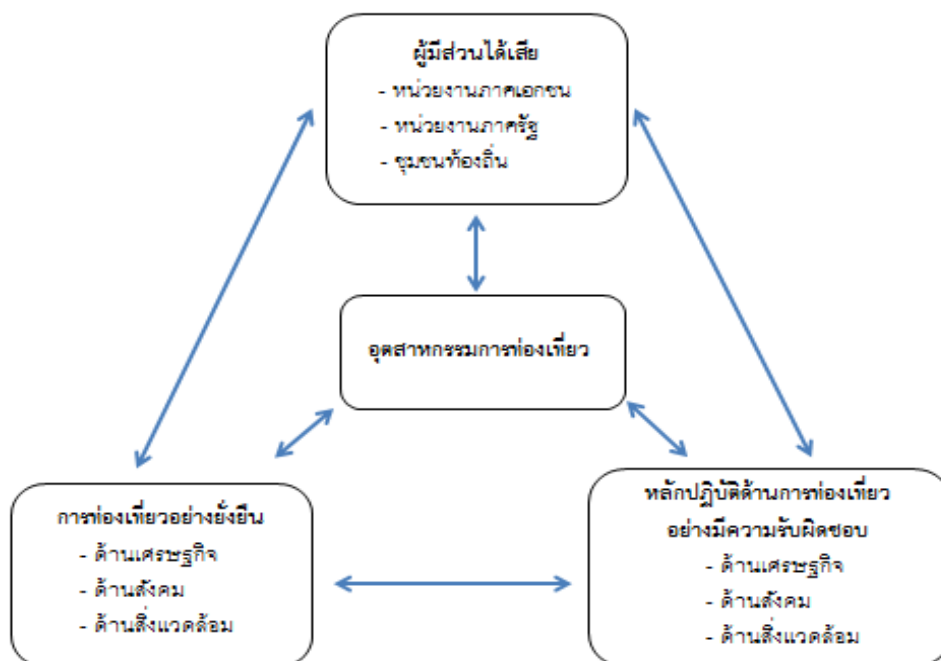 ผู้มีส่วนได้เสีย
- หน่วยงานภาคเอกชน
- หน่วยงานภาครัฐ
- ชุมชนท้องถิ่น
อุตสาหกรรมการท่องเที่ยว
การท่องเที่ยวอย่างยั่งยืน
- ด้านเศรษฐกิจ
- ด้านสังคม
- ด้านสิ่งแวดล้อม
หลักปฏิบัติด้านการท่องเที่ยว
อย่างมีความรับผิดชอบ
- ด้านเศรษฐกิจ
- ด้านสังคม
- ด้านสิ่งแวดล้อม